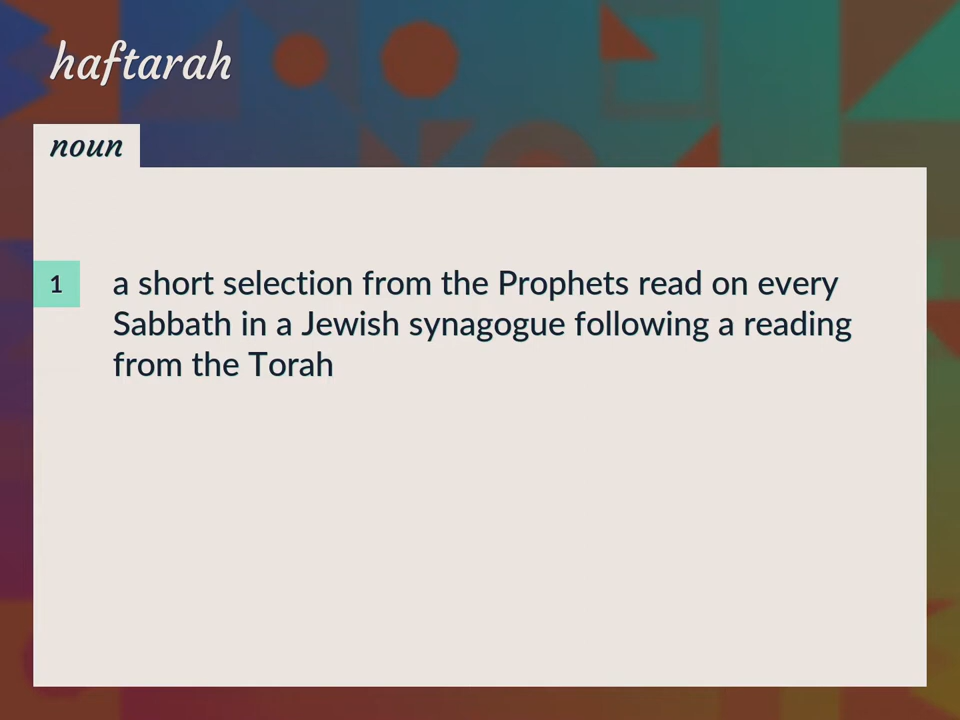 haftarah
noun
1
a short selection from the Prophets read on every
Sabbath in a Jewish synagogue following a reading
from the Torah